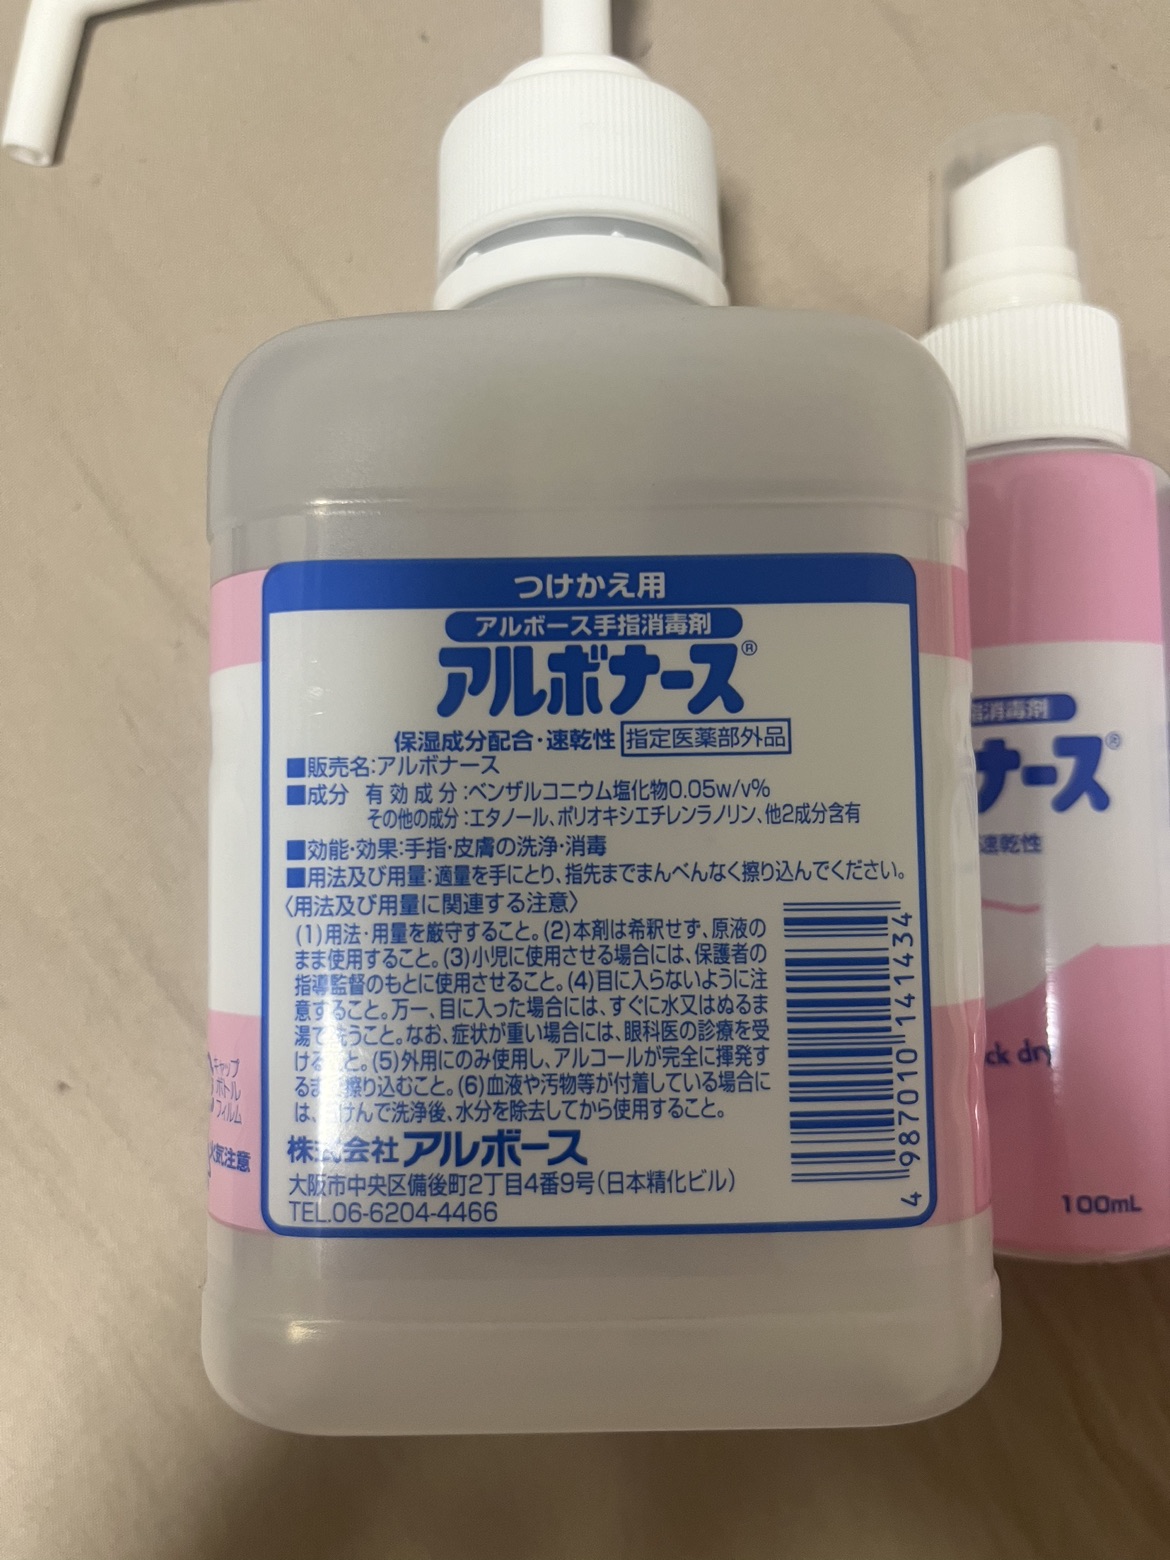 つけかえ用
アルボース手指消毒剤
アルボナース®
保湿成分配合・速乾性 指定医薬部外品
■販売名:アルボナース
■成分 有効成分:ベンザルコニウム塩化物0.05w/v%
その他の成分:エタノール、ポリオキシエチレンラノリン、他2成分含有
■効能・効果:手指・皮膚の洗浄・消毒
■用法及び用量:適量を手にとり、指先までまんべんなく擦り込んでください。
〈用法及び用量に関連する注意〉
(1)用法・用量を厳守すること。(2)本剤は希釈せず、原液の
まま使用すること。(3)小児に使用させる場合には、保護者の
指導監督のもとに使用させること。(4)目に入らないように注
意すること。万一、目に入った場合には、すぐに水又はぬるま
湯で洗うこと。なお、症状が重い場合には、眼科医の診療を受
けること。(5)外用にのみ使用し、アルコールが完全に揮発す
るまで擦り込むこと。(6)血液や汚物等が付着している場合に
は、石けんで洗浄後、水分を除去してから使用すること。
株式会社アルボース
大阪市中央区備後町2丁目4番9号(日本精化ビル)
TEL.06-6204-4466
4 987010 141434
キャップ
ボトル
フィルム
火気注意
指消毒剤
ナース®
速乾性
ck dry
100mL